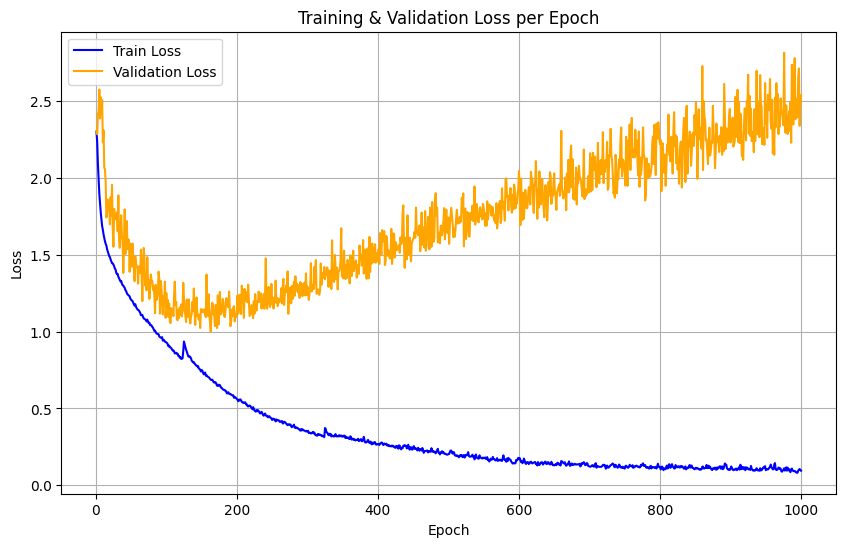 Training & Validation Loss per Epoch
Train Loss
Validation Loss
2.5
2.0
1.5
1.0
0.5
0.0
Loss
0 200 400 600 800 1000
Epoch